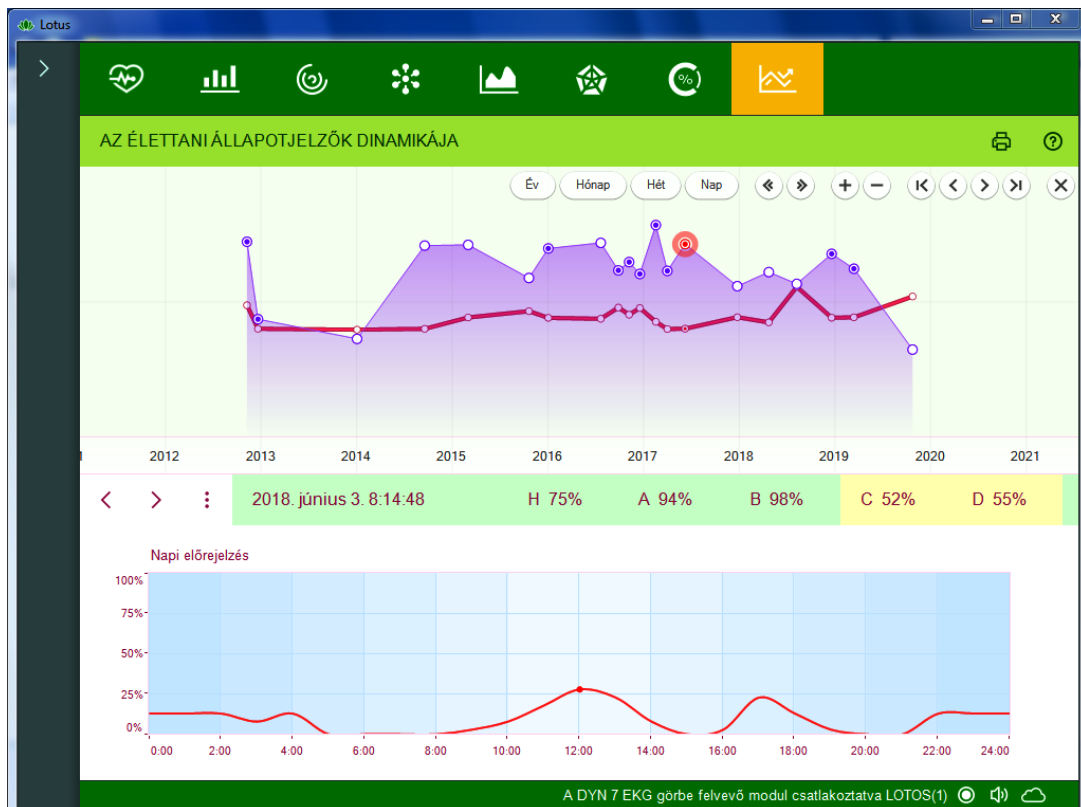 Lotus
%
AZ ÉLETTANI ÁLLAPOTJELZŐK DINAMIKÁJA
Év Hónap Hét Nap
2012 2013 2014 2015 2016 2017 2018 2019 2020 2021
2018. június 3. 8:14:48 H 75% A 94% B 98% C 52% D 55%
Napi előrejelzés
100%
75%
50%
25%
0%
0:00 2:00 4:00 6:00 8:00 10:00 12:00 14:00 16:00 18:00 20:00 22:00 24:00
A DYN 7 EKG görbe felvevő modul csatlakoztatva LOTOS(1)